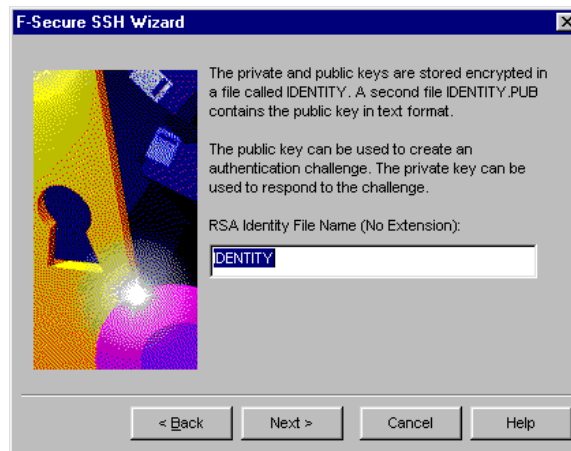 F-Secure SSH Wizard
The private and public keys are stored encrypted in
a file called IDENTITY. A second file IDENTITY.PUB
contains the public key in text format.
The public key can be used to create an
authentication challenge. The private key can be
used to respond to the challenge.
RSA Identity File Name (No Extension):
IDENTITY
< Back Next > Cancel Help